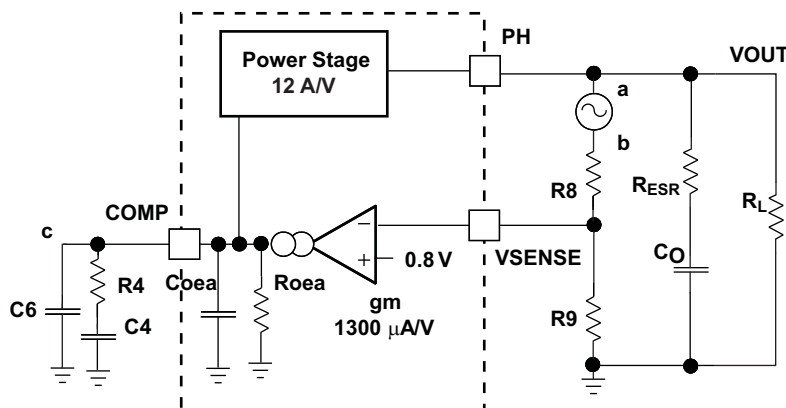 PH
VOUT
Power Stage
12 A/V
a
b
R8
RESR
RL
COMP
c
0.8 V
VSENSE
CO
R4
Coea
Roea
gm
1300 μA/V
C6
C4
R9